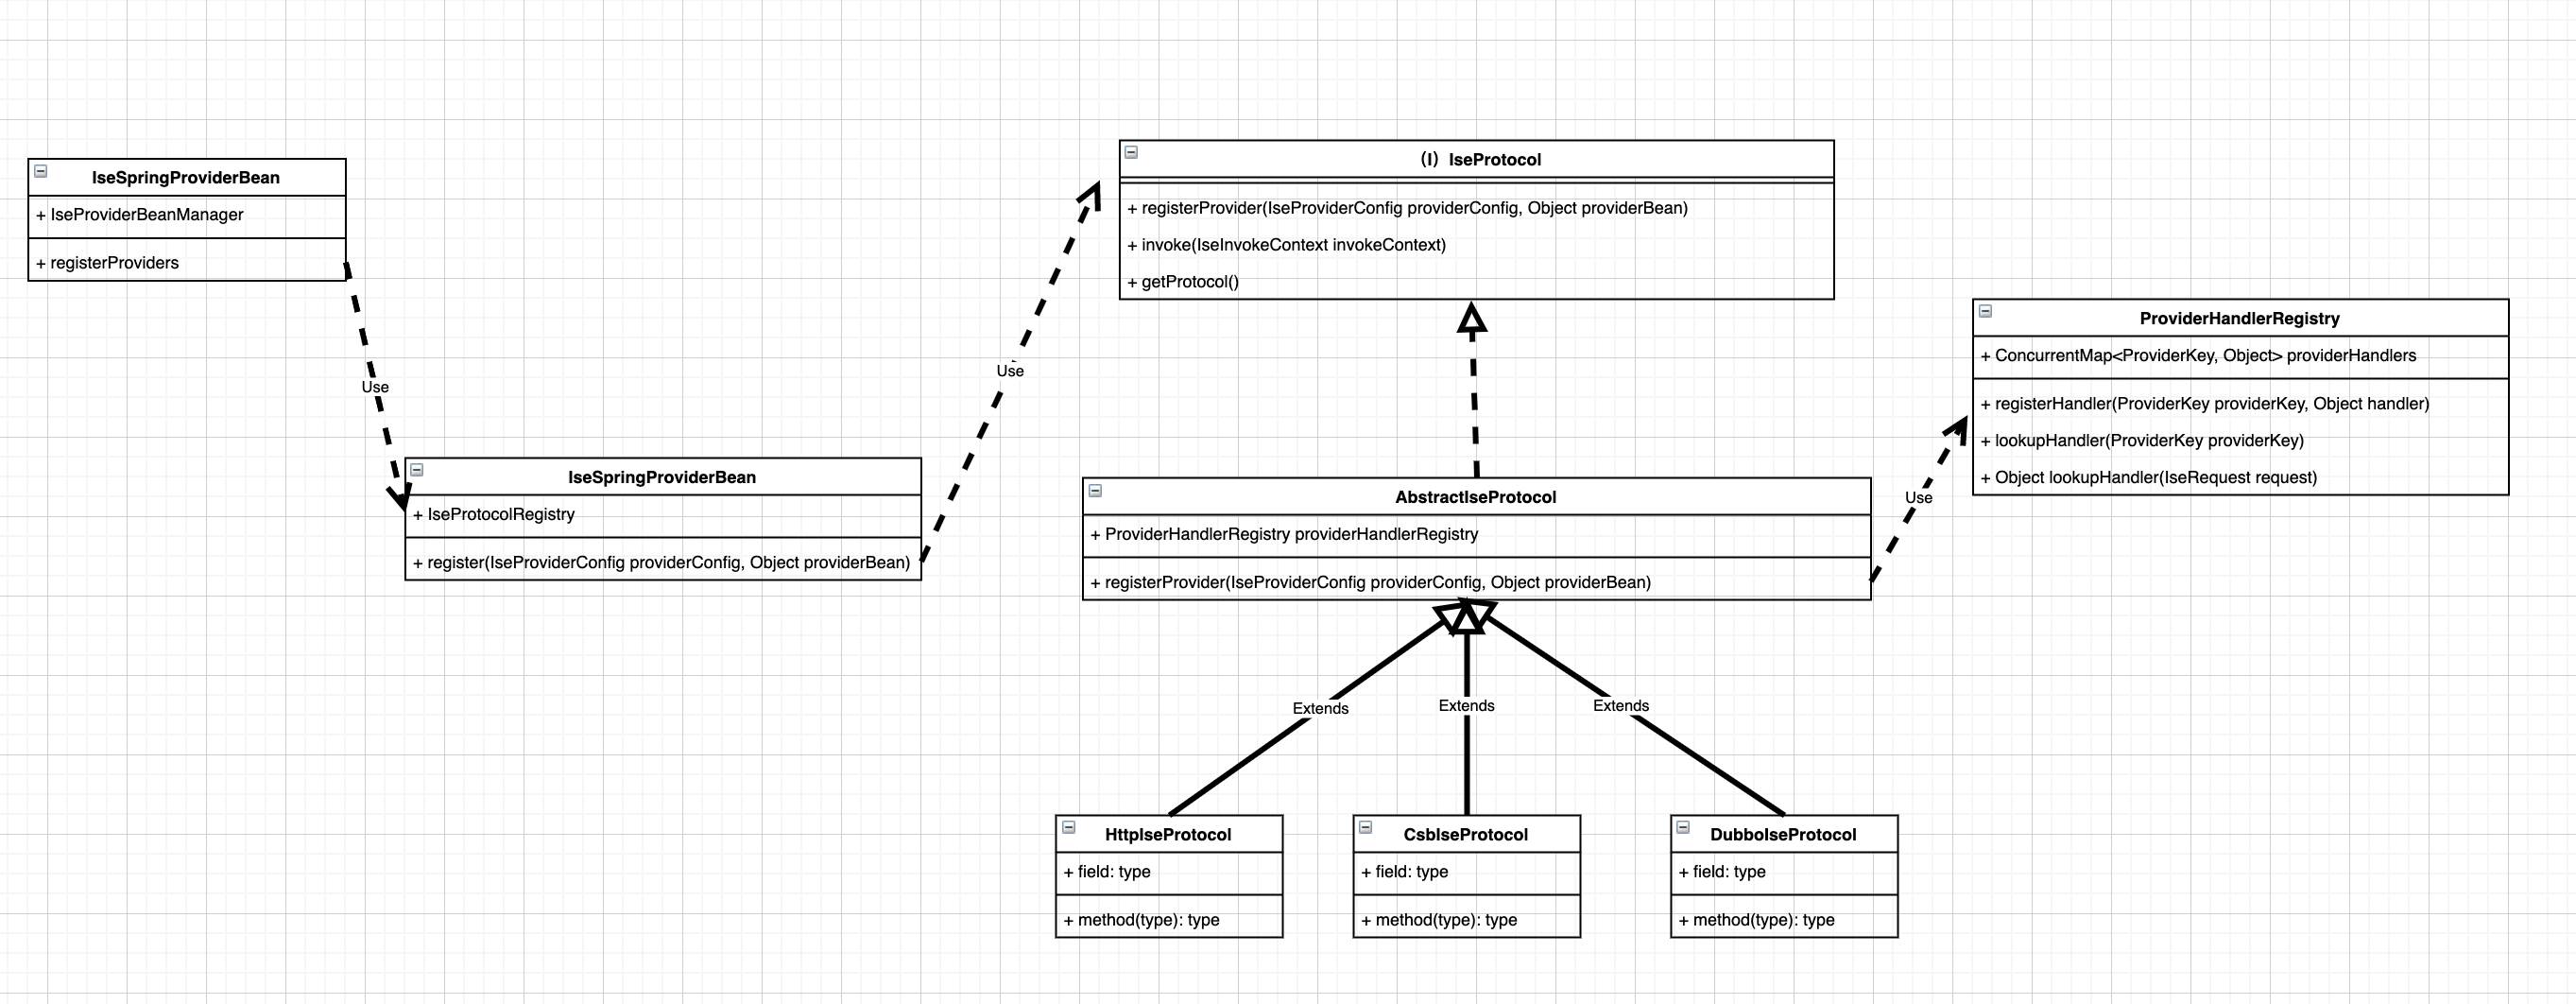 IseSpringProviderBean
+ IseProviderBeanManager
+ registerProviders
Use
IseSpringProviderBean
+ IseProtocolRegistry
+ register(IseProviderConfig providerConfig, Object providerBean)
Use
（I）IseProtocol
+ registerProvider(IseProviderConfig providerConfig, Object providerBean)
+ invoke(IseInvokeContext invokeContext)
+ getProtocol()
AbstractIseProtocol
+ ProviderHandlerRegistry providerHandlerRegistry
+ registerProvider(IseProviderConfig providerConfig, Object providerBean)
Use
ProviderHandlerRegistry
+ ConcurrentMap<ProviderKey, Object> providerHandlers
+ registerHandler(ProviderKey providerKey, Object handler)
+ lookupHandler(ProviderKey providerKey)
+ Object lookupHandler(IseRequest request)
Extends
Extends
Extends
HttpIseProtocol
+ field: type
+ method(type): type
CsbIseProtocol
+ field: type
+ method(type): type
DubboIseProtocol
+ field: type
+ method(type): type